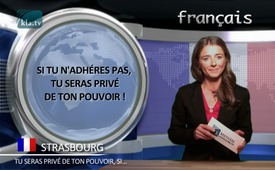 kla.tv
français
SI TU N'ADHÉRES PAS,
TU SERAS PRIVÉ
DE TON POUVOIR !
STRASBOURG
TU SERAS PRIVÉ DE TON POUVOIR, SI...